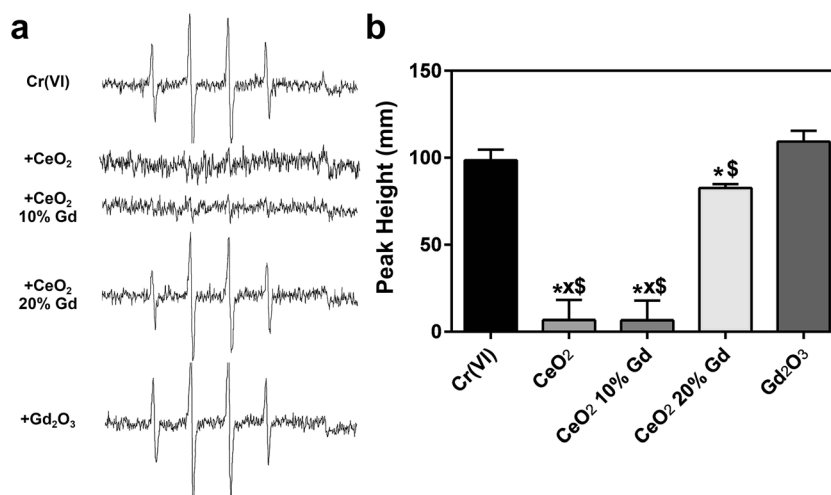 a
Cr(VI)
+CeO₂
+CeO₂
10% Gd
+CeO₂
20% Gd
+Gd₂O₃
b
Peak Height (mm)
150
100
50
0
*x$
*x$
*$
Cr(VI)
CeO₂
CeO₂ 10% Gd
CeO₂ 20% Gd
Gd₂O₃